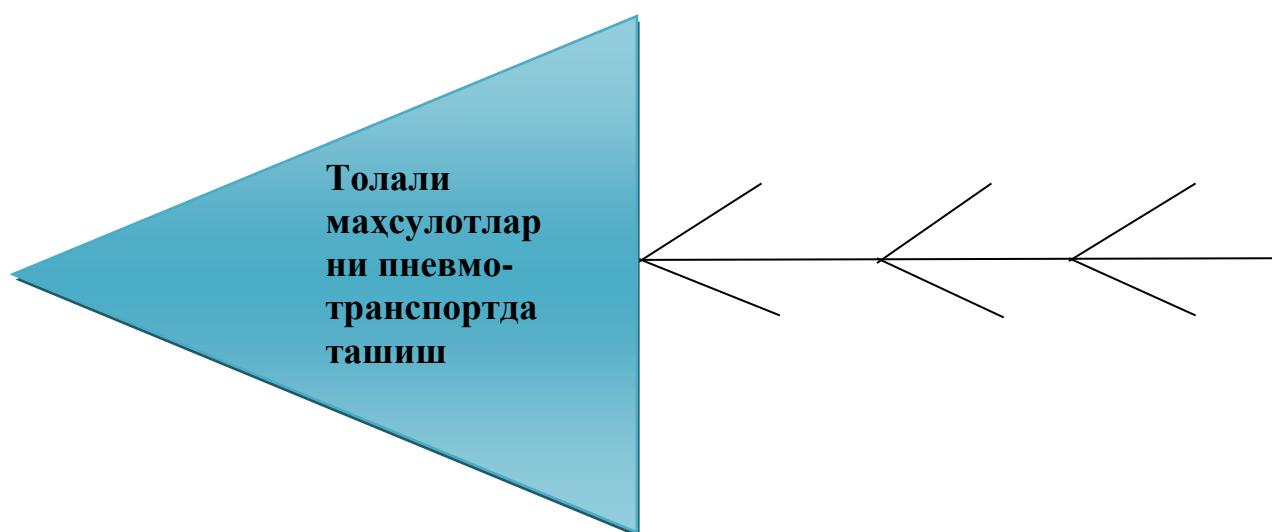 Толали
маҳсулотлар
ни пневмо-
транспортда
ташиш